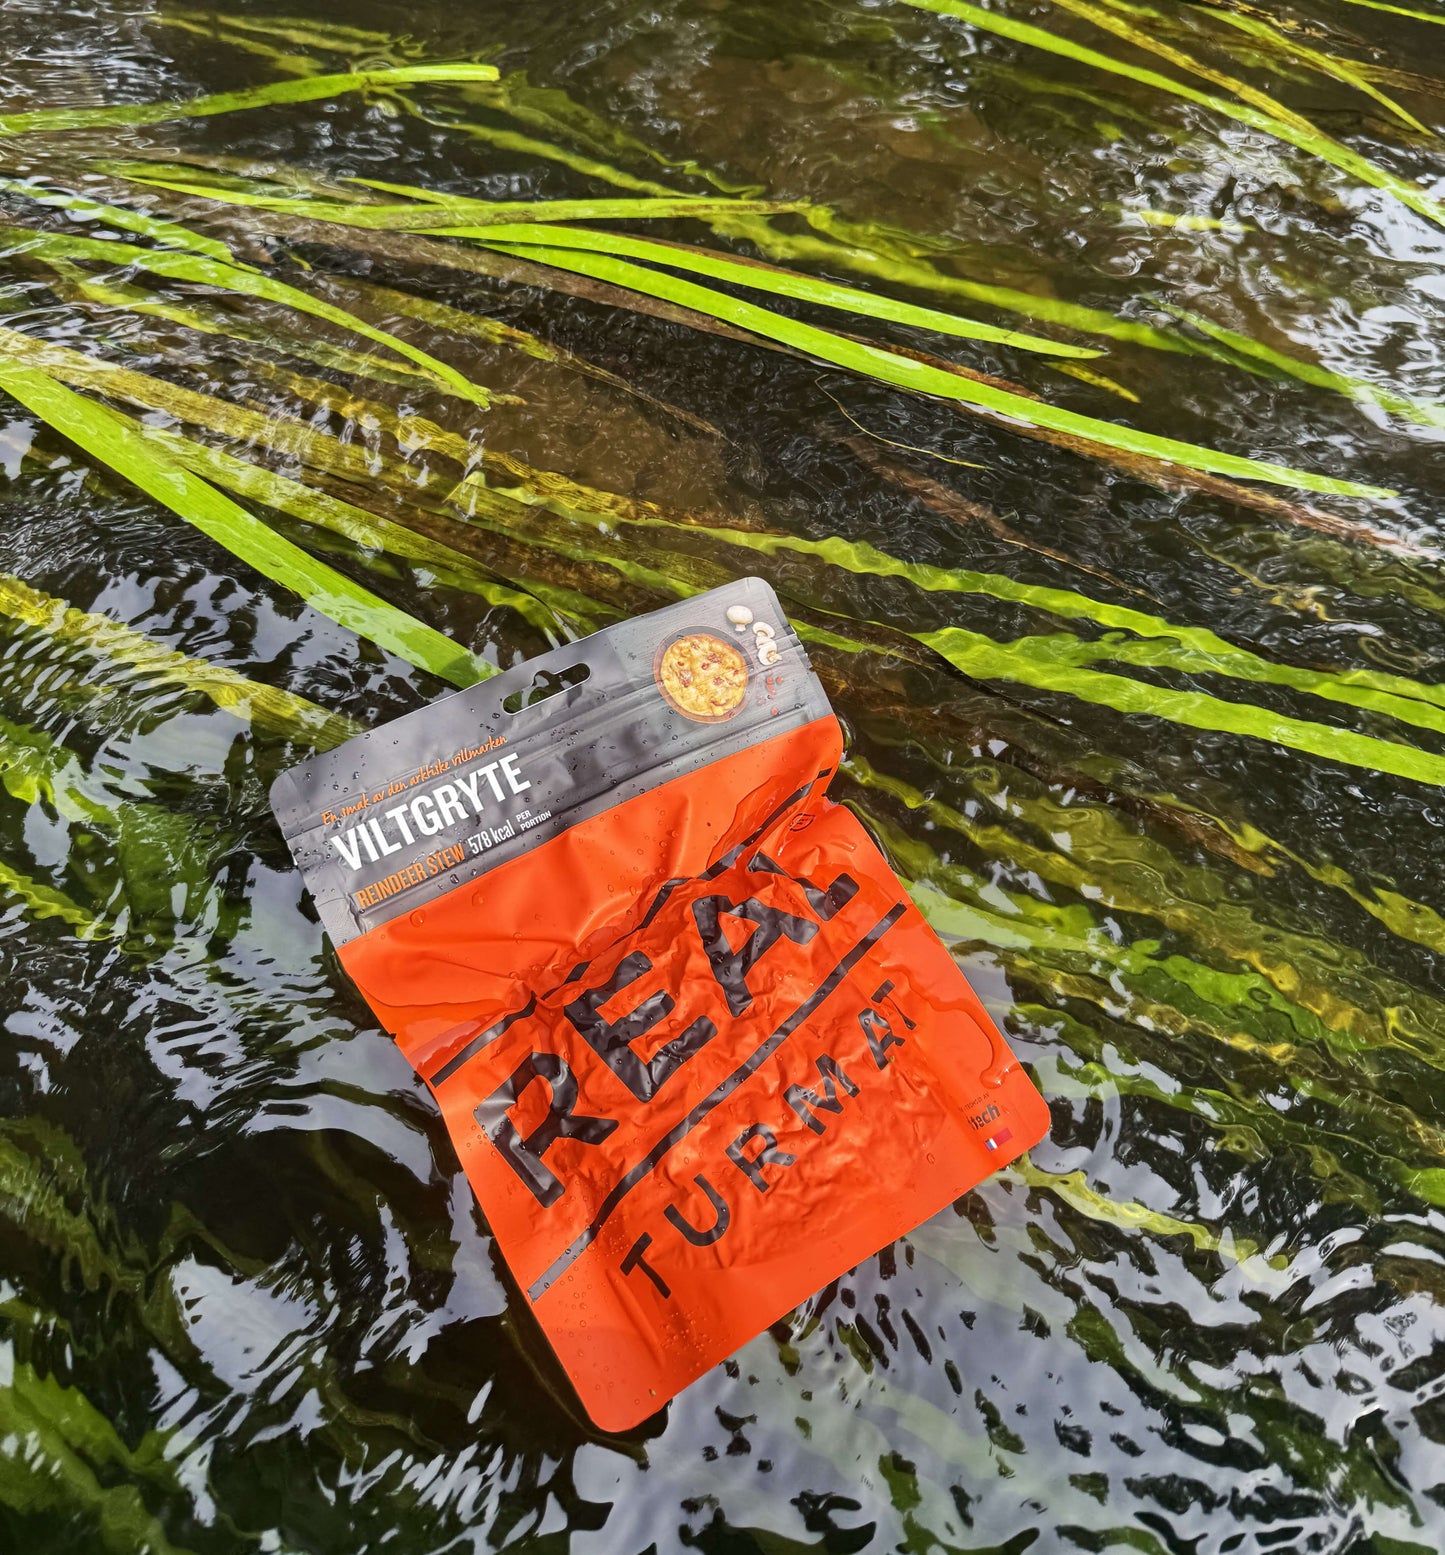 En smak av den arktiske villmarken
VILTGRYTE
REINDEER STEW 578 kcal PER PORTION
REAL
TURMAT